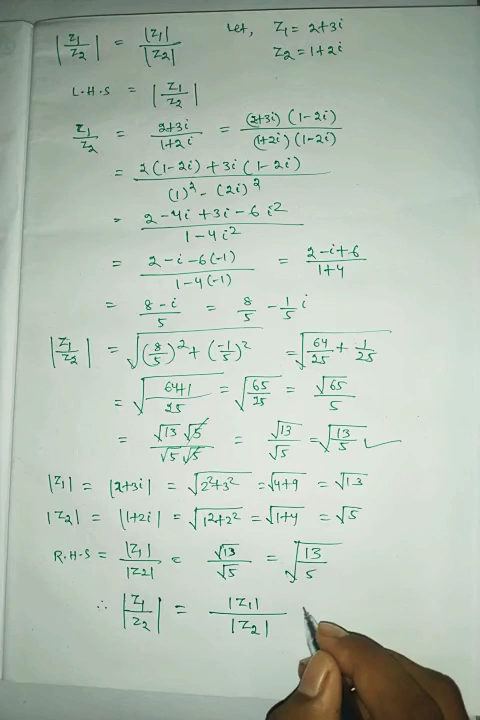 |Z₁/Z₂| = |Z₁|/|Z₂| Let, Z₁ = 2+3i
Z₂ = 1+2i
L.H.S = |Z₁/Z₂|
Z₁/Z₂ = 2+3i/1+2i = (2+3i)(1-2i)/(1+2i)(1-2i)
= 2(1-2i)+3i(1-2i)/(1)²-(2i)²
= 2-4i+3i-6i²/1-4i²
= 2-i-6(-1)/1-4(-1) = 2-i+6/1+4
= 8-i/5 = 8/5 - 1/5 i
|Z₁/Z₂| = √(8/5)²+(-1/5)² = √64/25+1/25
= √64+1/25 = √65/25 = √65/5
= √13 √5/√5 √5 = √13/√5 = √13/5
|Z₁| = |2+3i| = √2²+3² = √4+9 = √13
|Z₂| = |1+2i| = √1²+2² = √1+4 = √5
R.H.S = |Z₁|/|Z₂| = √13/√5 = √13/5
∴ |Z₁/Z₂| = |Z₁|/|Z₂|